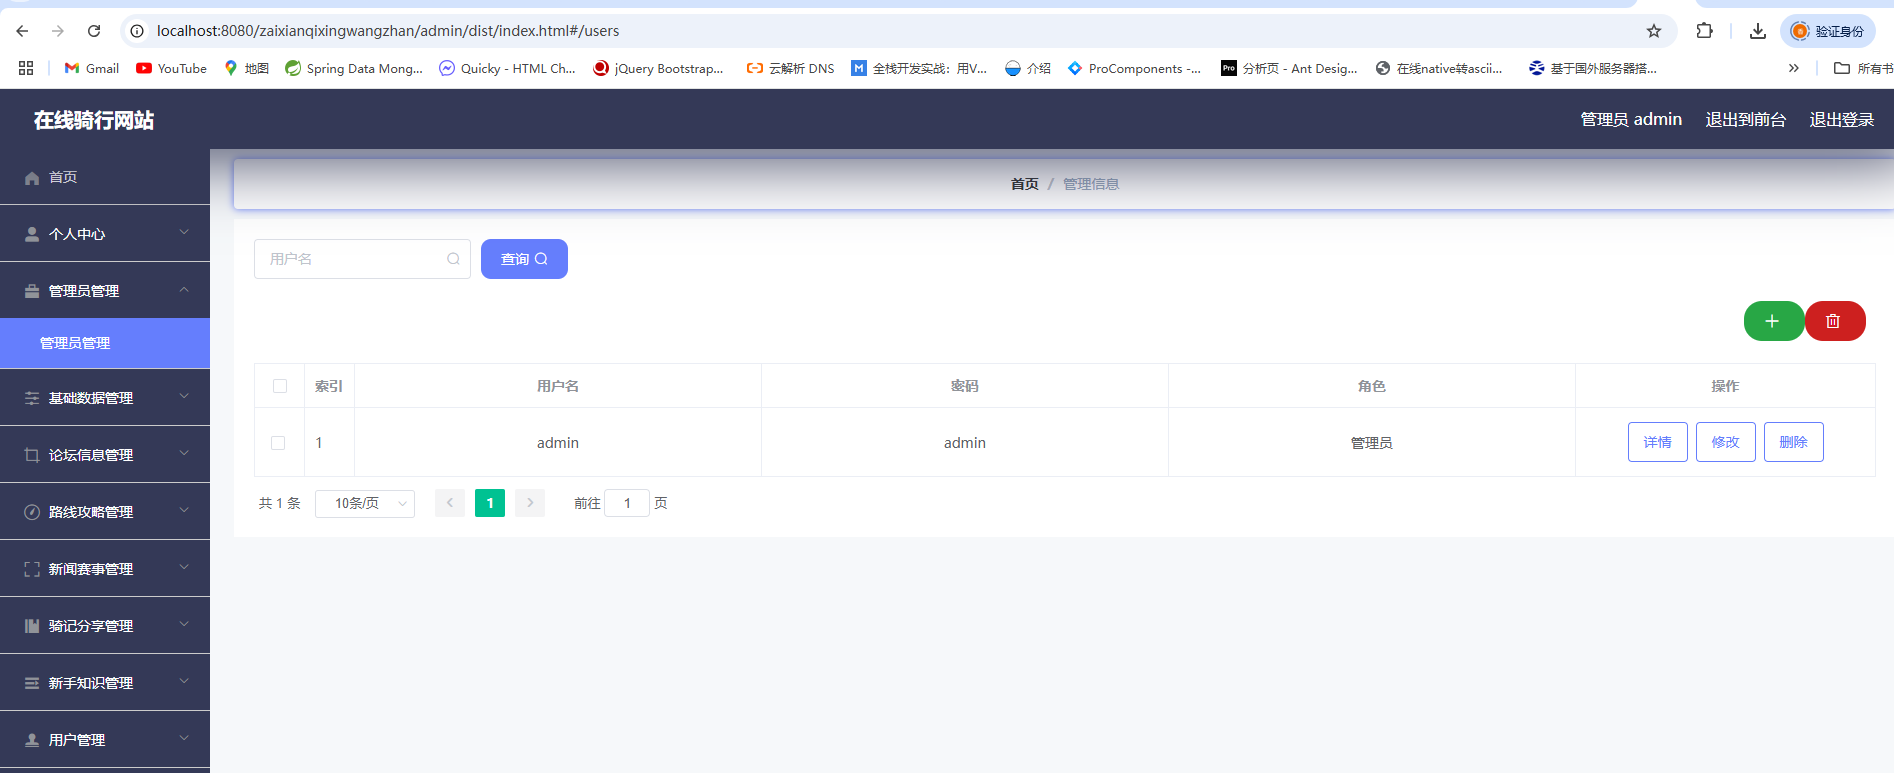 localhost:8080/zaixianqixingwangzhan/admin/dist/index.html#/users
验证身份
Gmail
YouTube
地图
Spring Data Mong...
Quicky - HTML Ch...
jQuery Bootstrap...
云解析 DNS
全栈开发实战：用V...
介绍
ProComponents -...
Pro
分析页 - Ant Desig...
在线native转ascii...
基于国外服务器搭...
所有书
在线骑行网站
管理员 admin
退出到前台
退出登录
首页
个人中心
管理员管理
管理员管理
基础数据管理
论坛信息管理
路线攻略管理
新闻赛事管理
骑记分享管理
新手知识管理
用户管理
首页 / 管理信息
用户名
查询
索引 用户名 密码 角色 操作
1 admin admin 管理员 详情 修改 删除
共 1 条 10条/页 1 前往 1 页